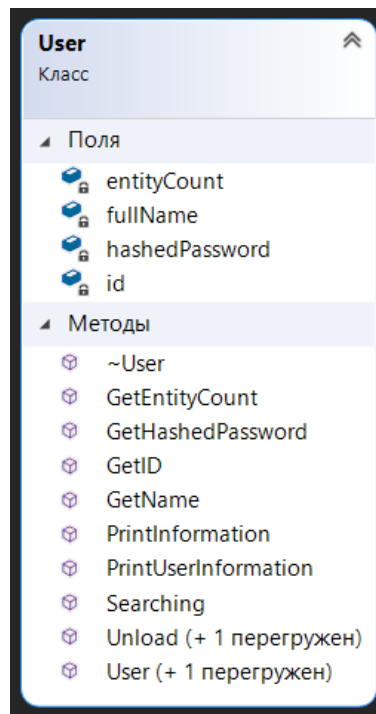 User
Класс
Поля
entityCount
fullName
hashedPassword
id
Методы
~User
GetEntityCount
GetHashedPassword
GetID
GetName
PrintInformation
PrintUserInformation
Searching
Unload (+ 1 перегружен)
User (+ 1 перегружен)